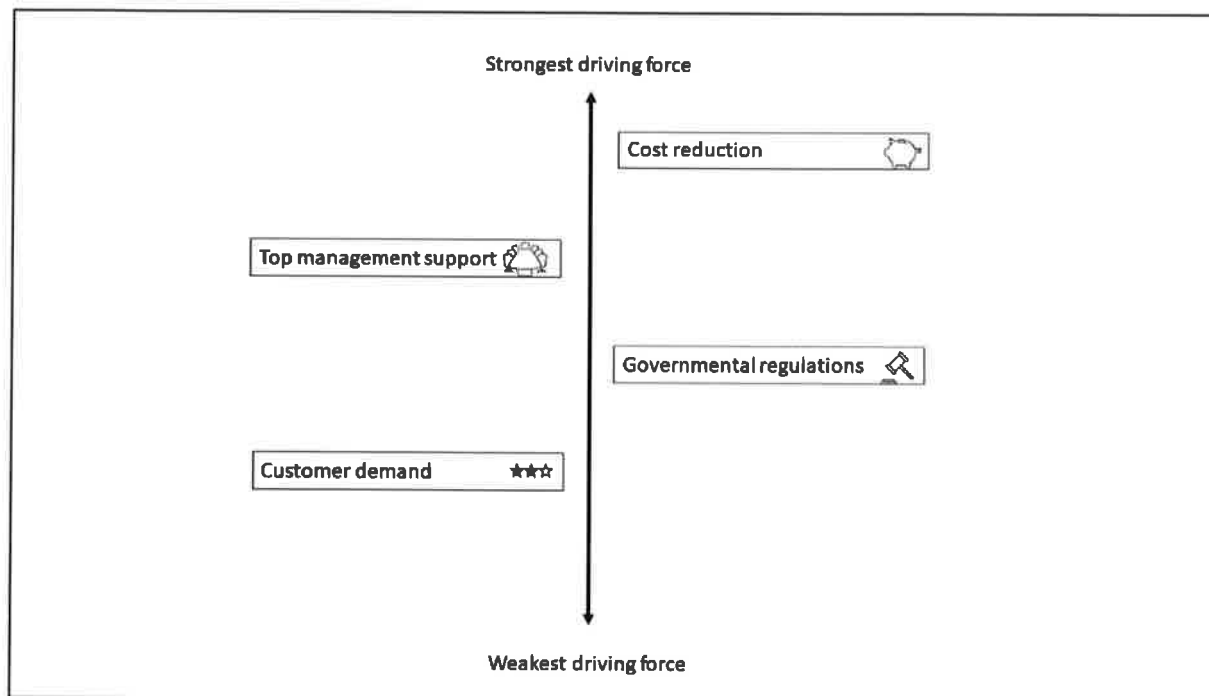 Strongest driving force
Cost reduction
Top management support
Governmental regulations
Customer demand
Weakest driving force